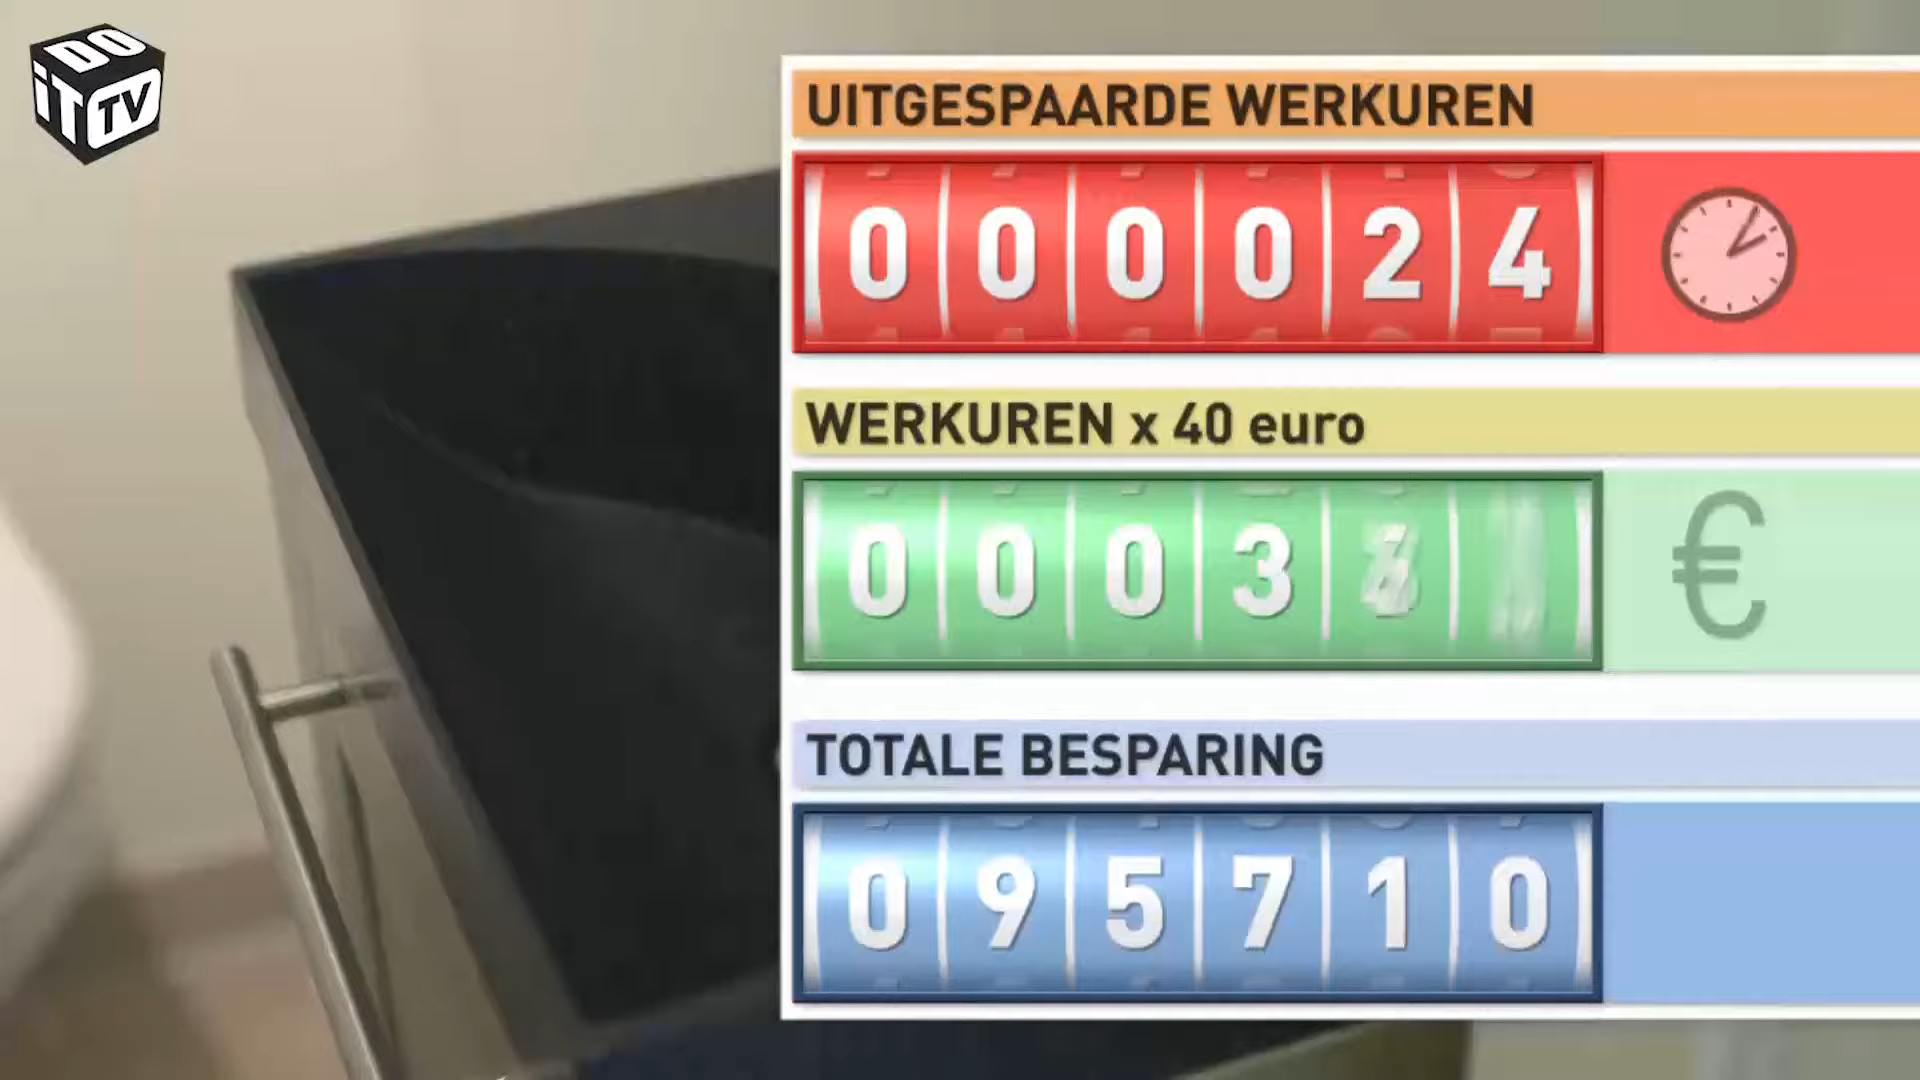 DO
iT
TV
UITGESPAARDE WERKUREN
000024
WERKUREN x 40 euro
0003
€
TOTALE BESPARING
095710